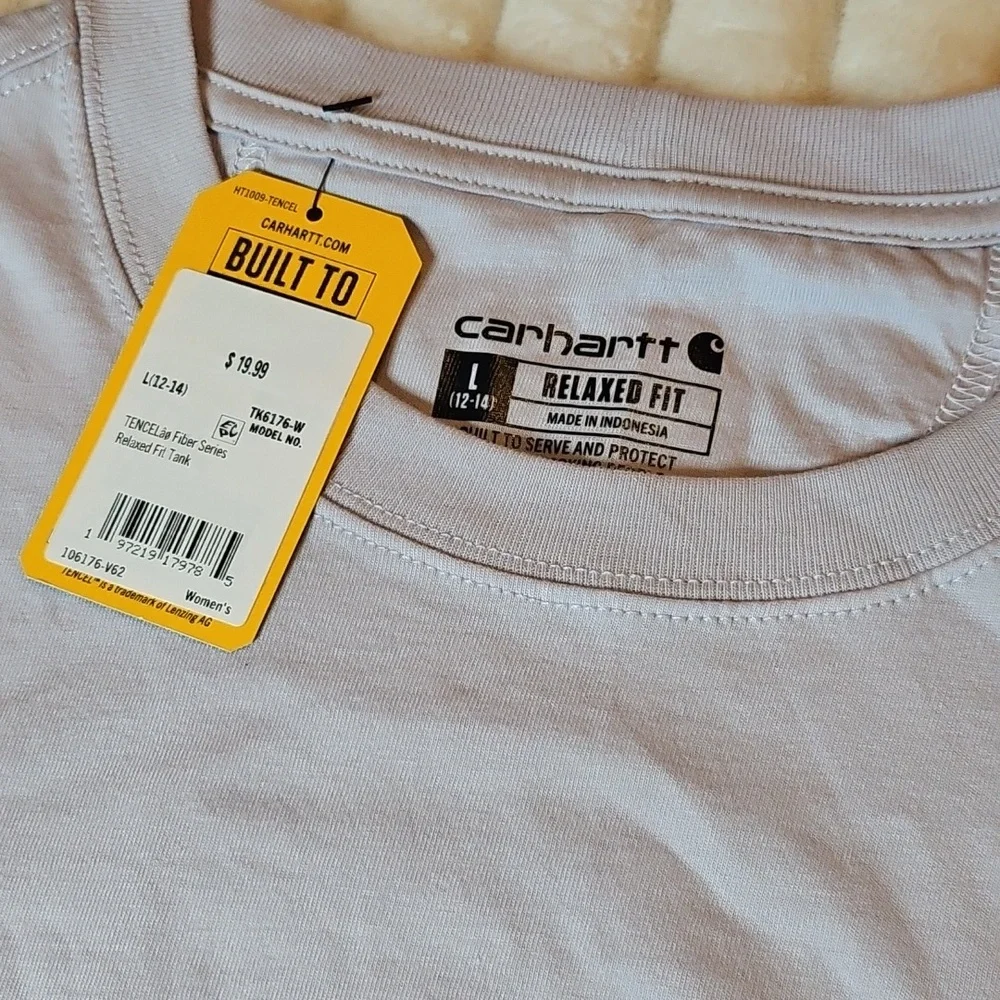 HT1009-TENCEL
CARHARTT.COM
BUILT TO
$ 19.99
L(12-14)
TK6176-W
MODEL NO.
TENCELâø Fiber Series
Relaxed Fit Tank
1 97219 17978 5
106176-V62
Women's
TENCEL™ is a trademark of Lenzing AG
carhartt
L
(12-14)
RELAXED FIT
MADE IN INDONESIA
BUILT TO SERVE AND PROTECT